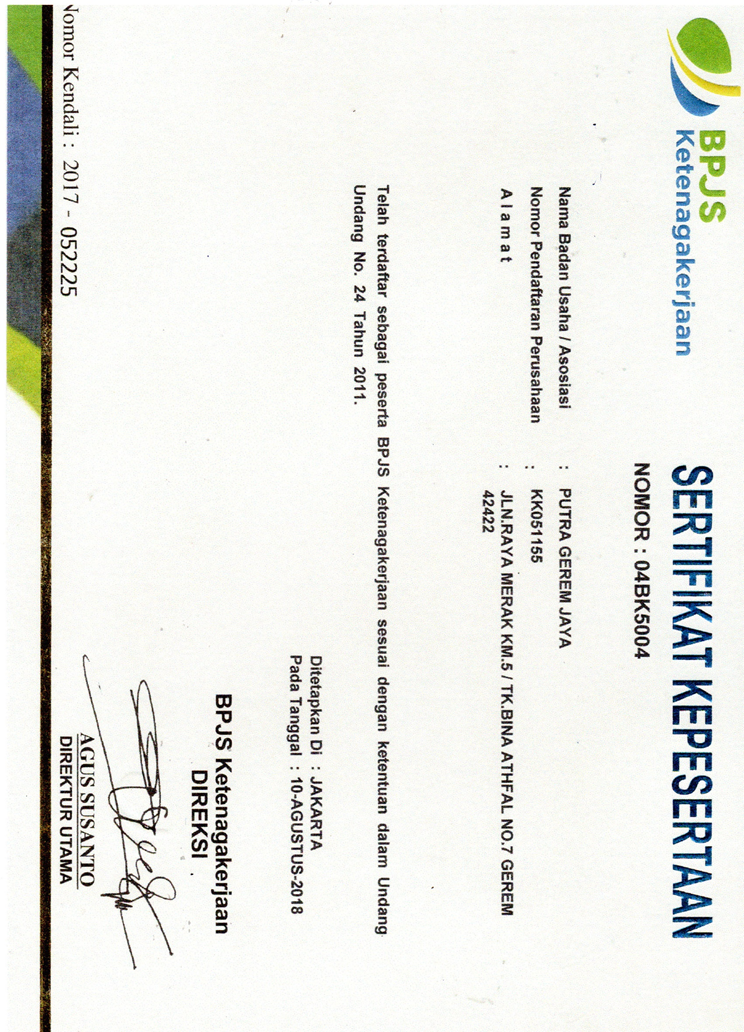 BPJS
Ketenagakerjaan
SERTIFIKAT KEPESERTAAN
NOMOR : 04BK5004
Nama Badan Usaha / Asosiasi : PUTRA GEREM JAYA
Nomor Pendaftaran Perusahaan : KK051155
A l a m a t : JLN.RAYA MERAK KM.5 / TK.BINA ATHFAL NO.7 GEREM
42422
Telah terdaftar sebagai peserta BPJS Ketenagakerjaan sesuai dengan ketentuan dalam Undang
Undang No. 24 Tahun 2011.
Ditetapkan Di : JAKARTA
Pada Tanggal : 10-AGUSTUS-2018
BPJS Ketenagakerjaan
DIREKSI
AGUS SUSANTO
DIREKTUR UTAMA
Nomor Kendali : 2017 - 052225